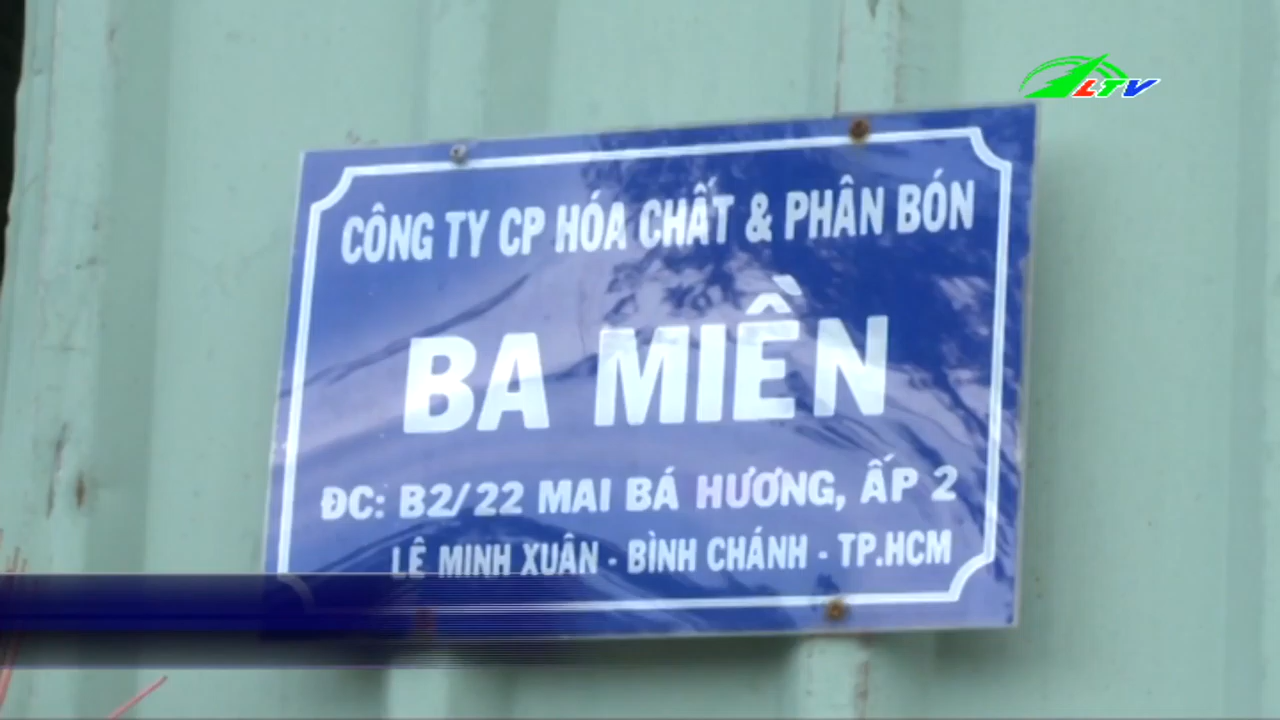 LTV
CÔNG TY CP HÓA CHẤT & PHÂN BÓN
BA MIỀN
ĐC: B2/22 MAI BÁ HƯƠNG, ẤP 2
LÊ MINH XUÂN - BÌNH CHÁNH - TP.HCM